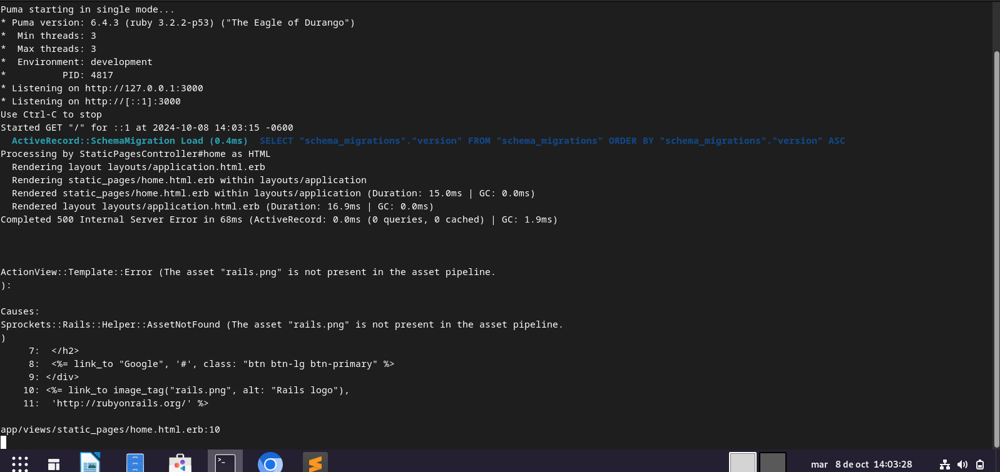 Puma starting in single mode...
* Puma version: 6.4.3 (ruby 3.2.2-p53) ("The Eagle of Durango")
*  Min threads: 3
*  Max threads: 3
*  Environment: development
*          PID: 4817
* Listening on http://127.0.0.1:3000
* Listening on http://[::1]:3000
Use Ctrl-C to stop
Started GET "/" for ::1 at 2024-10-08 14:03:15 -0600
  ActiveRecord::SchemaMigration Load (0.4ms)  SELECT "schema_migrations"."version" FROM "schema_migrations" ORDER BY "schema_migrations"."version" ASC
Processing by StaticPagesController#home as HTML
  Rendering layout layouts/application.html.erb
  Rendering static_pages/home.html.erb within layouts/application
  Rendered static_pages/home.html.erb within layouts/application (Duration: 15.0ms | GC: 0.0ms)
  Rendered layout layouts/application.html.erb (Duration: 16.9ms | GC: 0.0ms)
Completed 500 Internal Server Error in 68ms (ActiveRecord: 0.0ms (0 queries, 0 cached) | GC: 1.9ms)
ActionView::Template::Error (The asset "rails.png" is not present in the asset pipeline.
):
Causes:
Sprockets::Rails::Helper::AssetNotFound (The asset "rails.png" is not present in the asset pipeline.
)
     7:  </h2>
     8:  <%= link_to "Google", '#', class: "btn btn-lg btn-primary" %>
     9: </div>
    10: <%= link_to image_tag("rails.png", alt: "Rails logo"),
    11:  'http://rubyonrails.org/' %>
app/views/static_pages/home.html.erb:10
mar 8 de oct 14:03:28